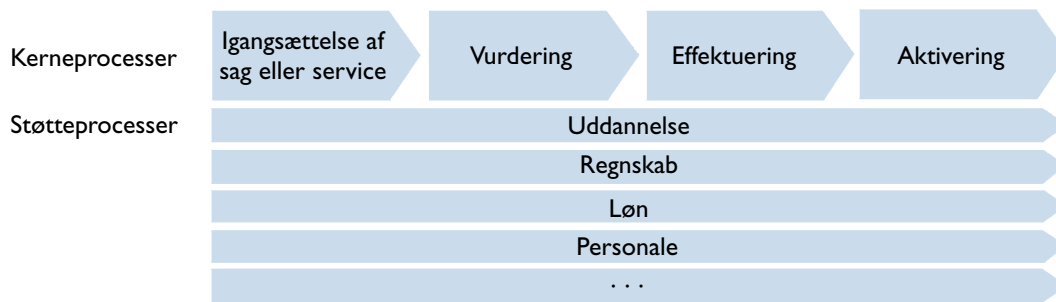 Kerneprocesser
Igangsættelse af
sag eller service
Vurdering
Effektuering
Aktivering
Støtteprocesser
Uddannelse
Regnskab
Løn
Personale
. . .